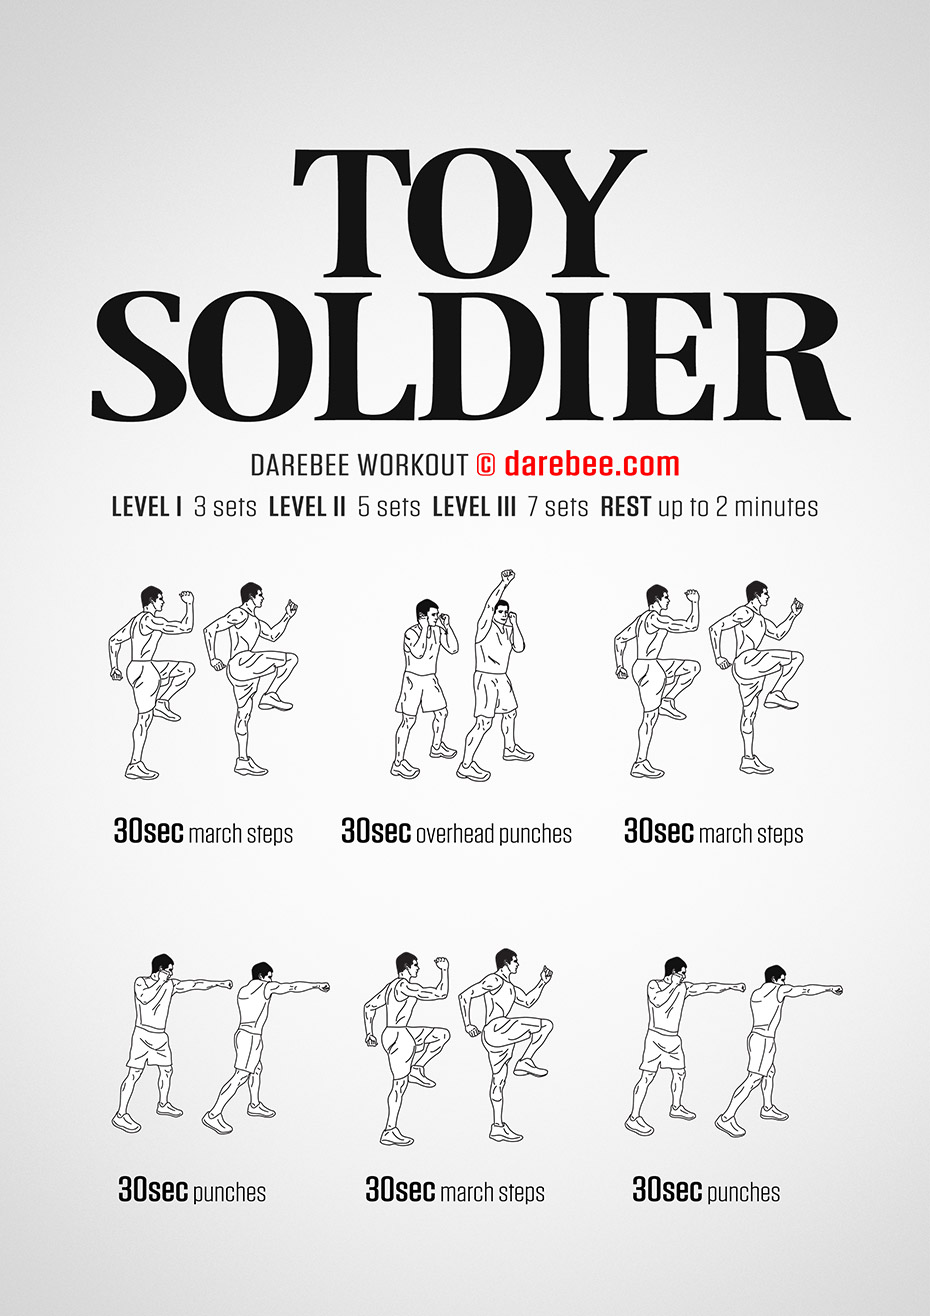 TOY
SOLDIER
DAREBEE WORKOUT © darebee.com
LEVEL I 3 sets LEVEL II 5 sets LEVEL III 7 sets REST up to 2 minutes
30sec march steps
30sec overhead punches
30sec march steps
30sec punches
30sec march steps
30sec punches